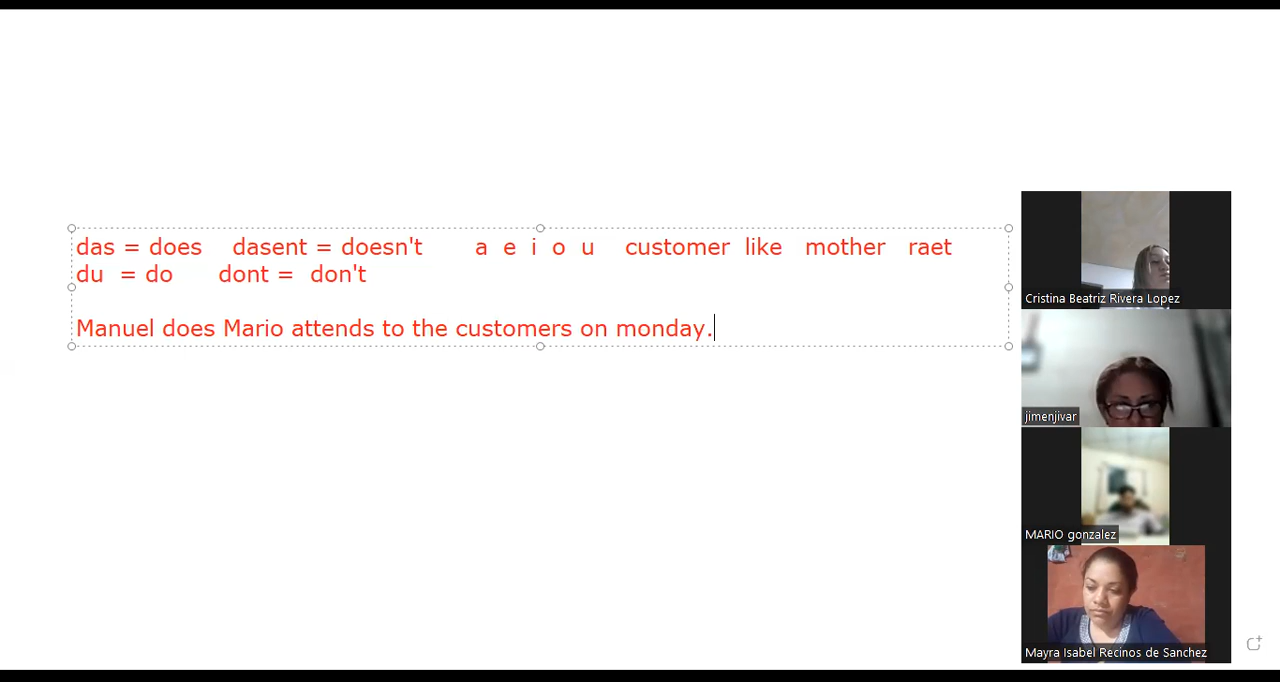 das = does dasent = doesn't a e i o u customer like mother raet
du = do dont = don't
Manuel does Mario attends to the customers on monday.
Cristina Beatriz Rivera Lopez
jimenjivar
MARIO gonzalez
Mayra Isabel Recinos de Sanchez